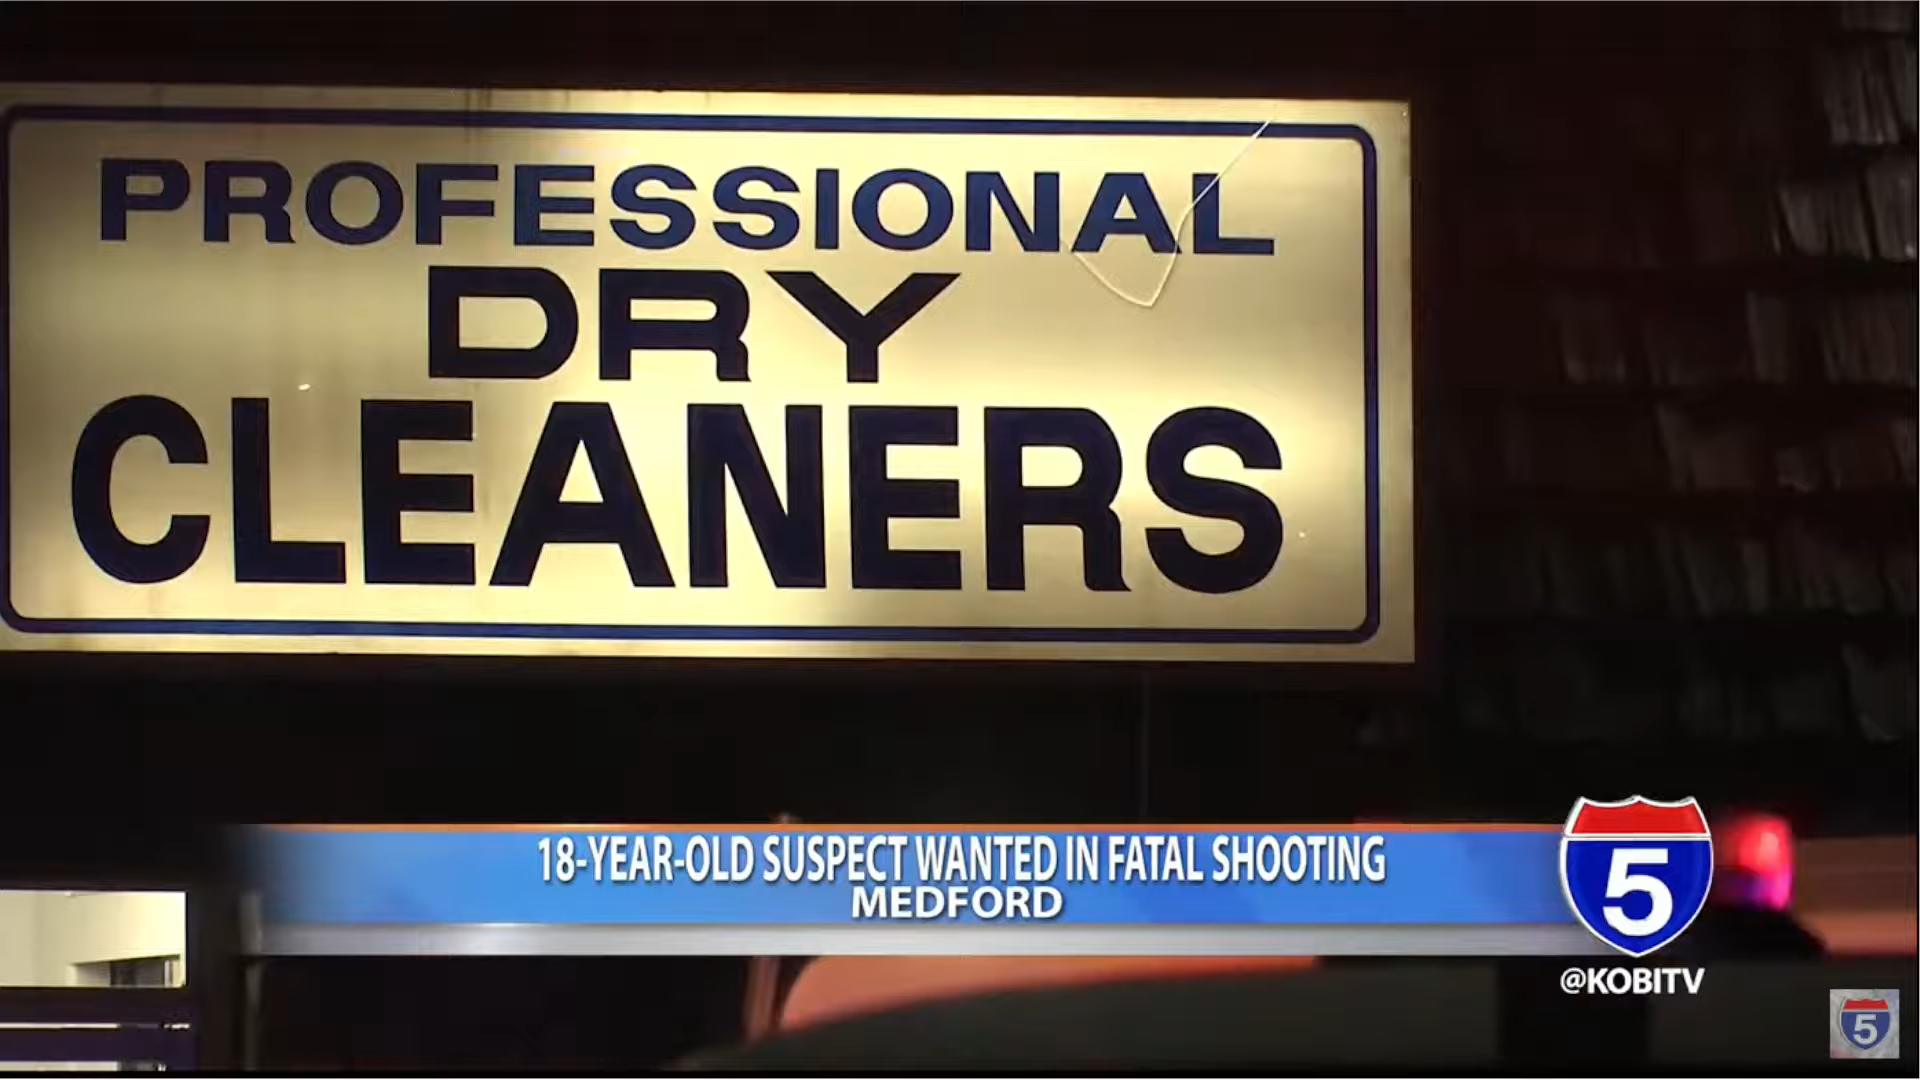 PROFESSIONAL
DRY
CLEANERS
18-YEAR-OLD SUSPECT WANTED IN FATAL SHOOTING
MEDFORD
5
@KOBITV
5